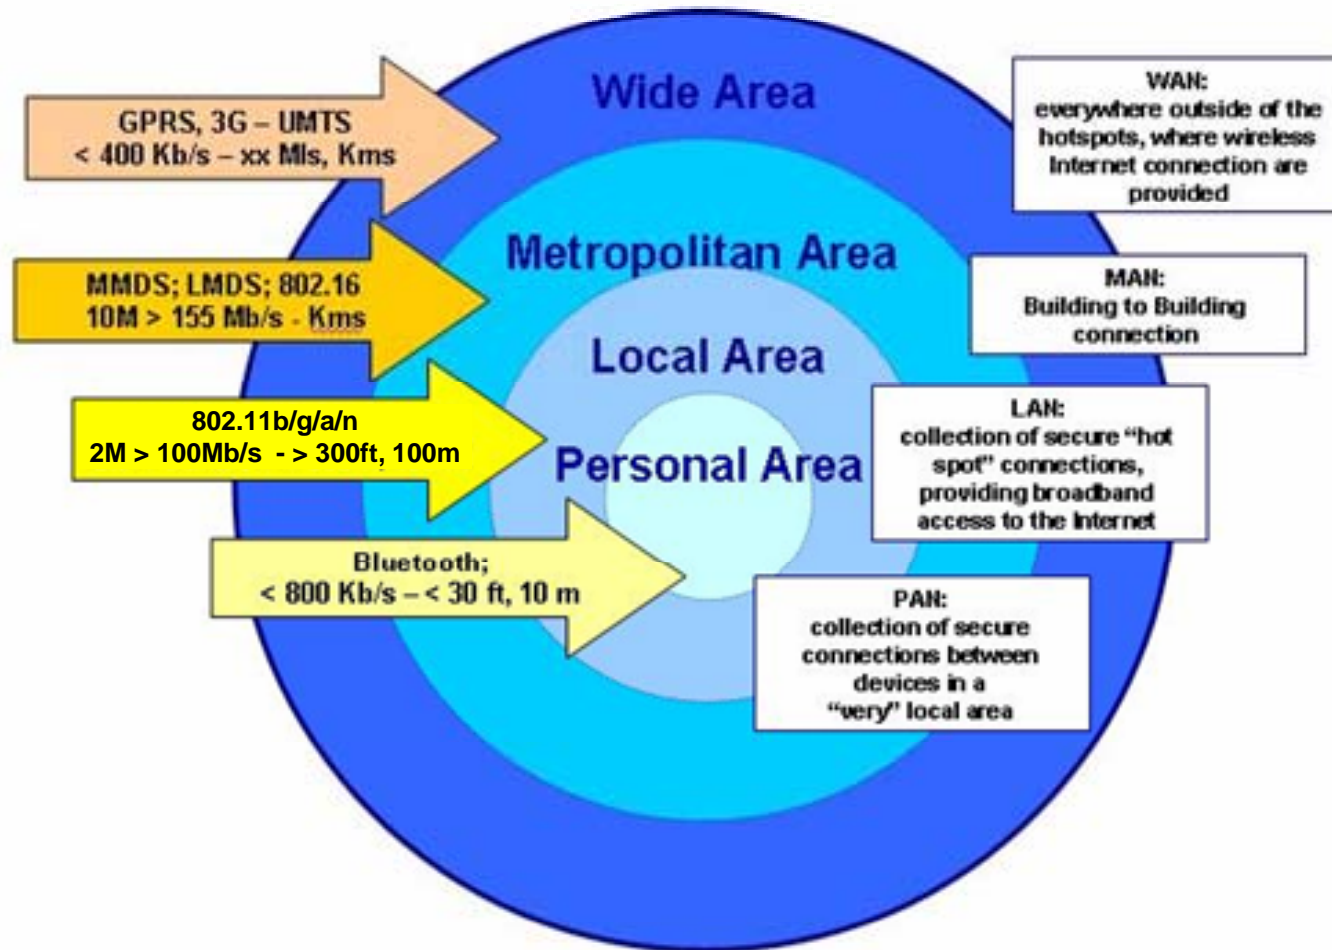 Wide Area
WAN:
everywhere outside of the
hotspots, where wireless
Internet connection are
provided
GPRS, 3G – UMTS
< 400 Kb/s – xx Mls, Kms
Metropolitan Area
MAN:
Building to Building
connection
MMDS; LMDS; 802.16
10M > 155 Mb/s - Kms
Local Area
LAN:
collection of secure “hot
spot” connections,
providing broadband
access to the Internet
802.11b/g/a/n
2M > 100Mb/s - > 300ft, 100m
Personal Area
Bluetooth;
< 800 Kb/s – < 30 ft, 10 m
PAN:
collection of secure
connections between
devices in a
“very” local area